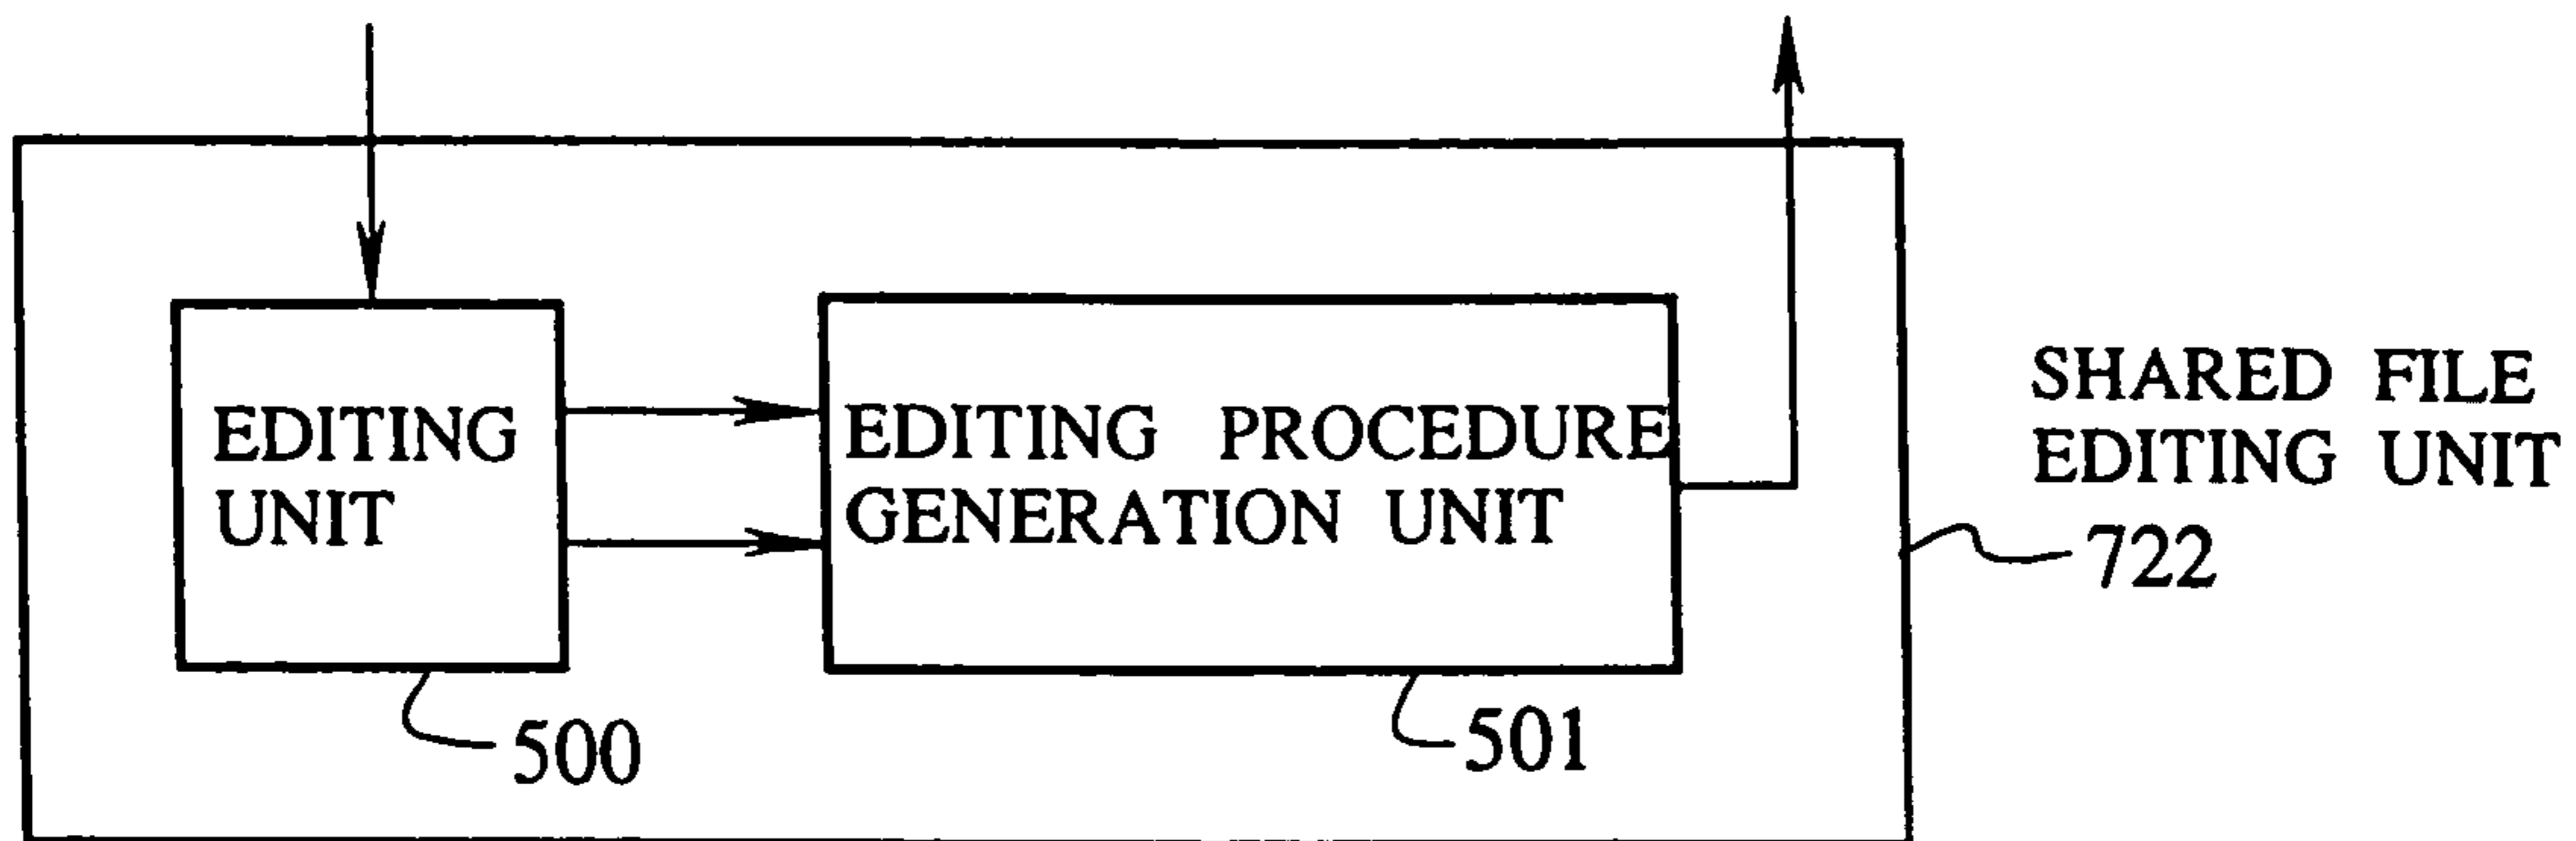 EDITING
UNIT
EDITING PROCEDURE
GENERATION UNIT
SHARED FILE
EDITING UNIT
722
500
501